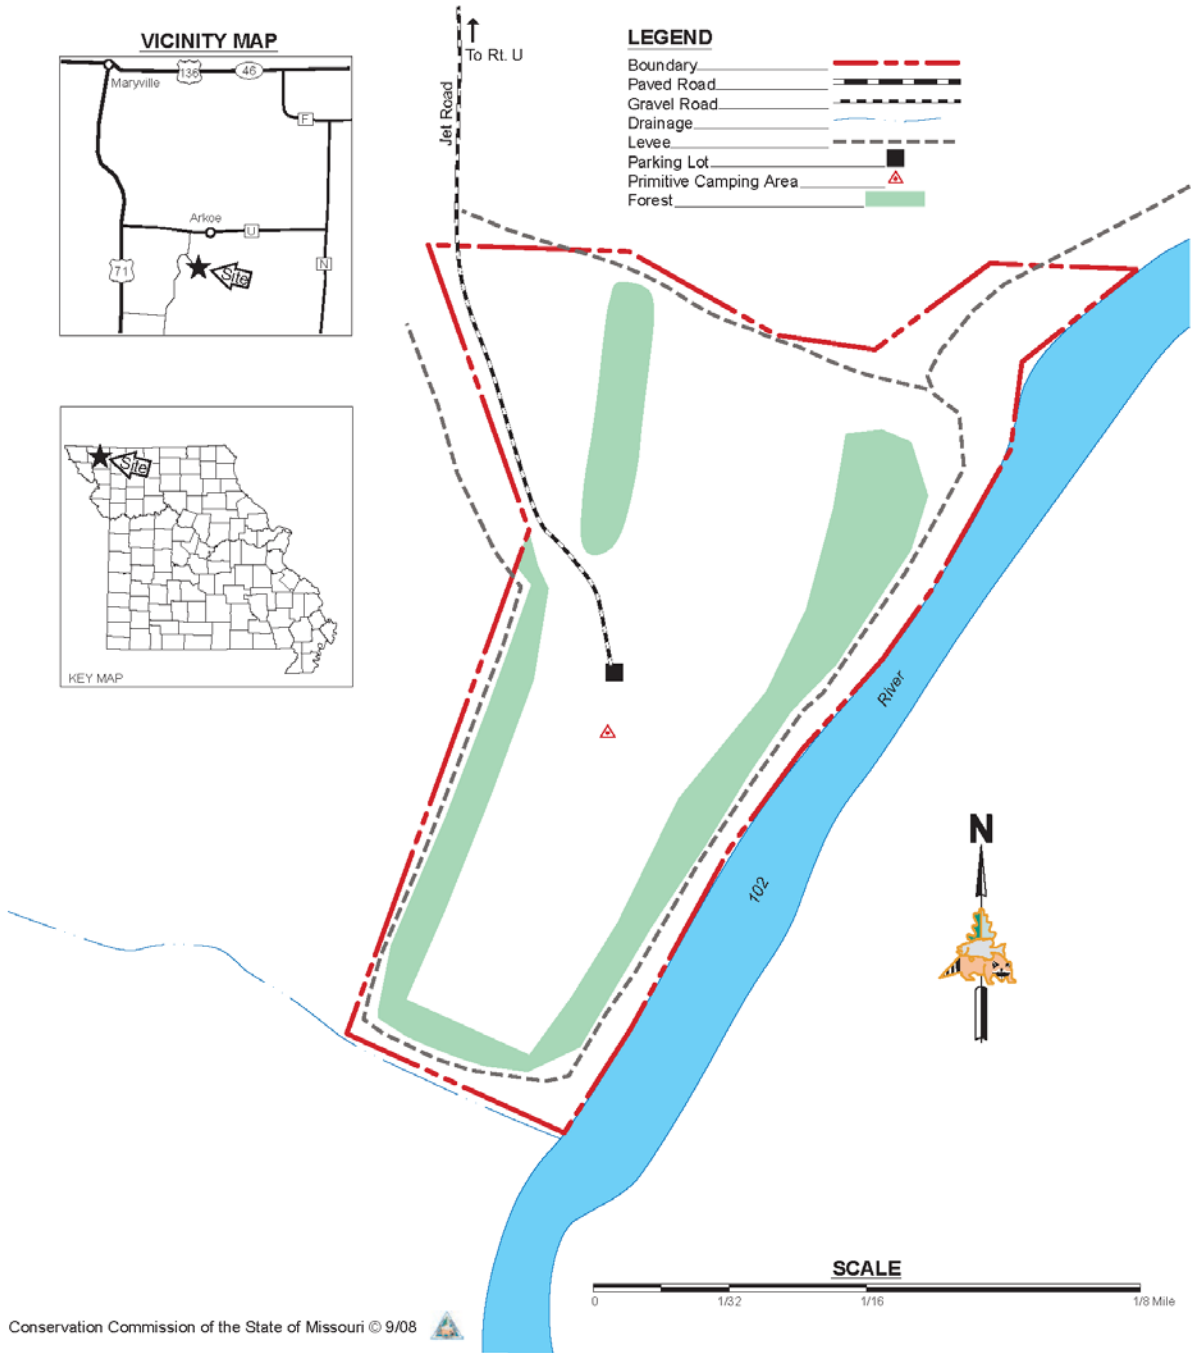 VICINITY MAP
136
46
Maryville
F
Arkoe
U
71
N
Site
Site
KEY MAP
To Rt. U
Jet Road
LEGEND
Boundary
Paved Road
Gravel Road
Drainage
Levee
Parking Lot
Primitive Camping Area
Forest
River
102
N
SCALE
0 1/32 1/16 1/8 Mile
Conservation Commission of the State of Missouri © 9/08